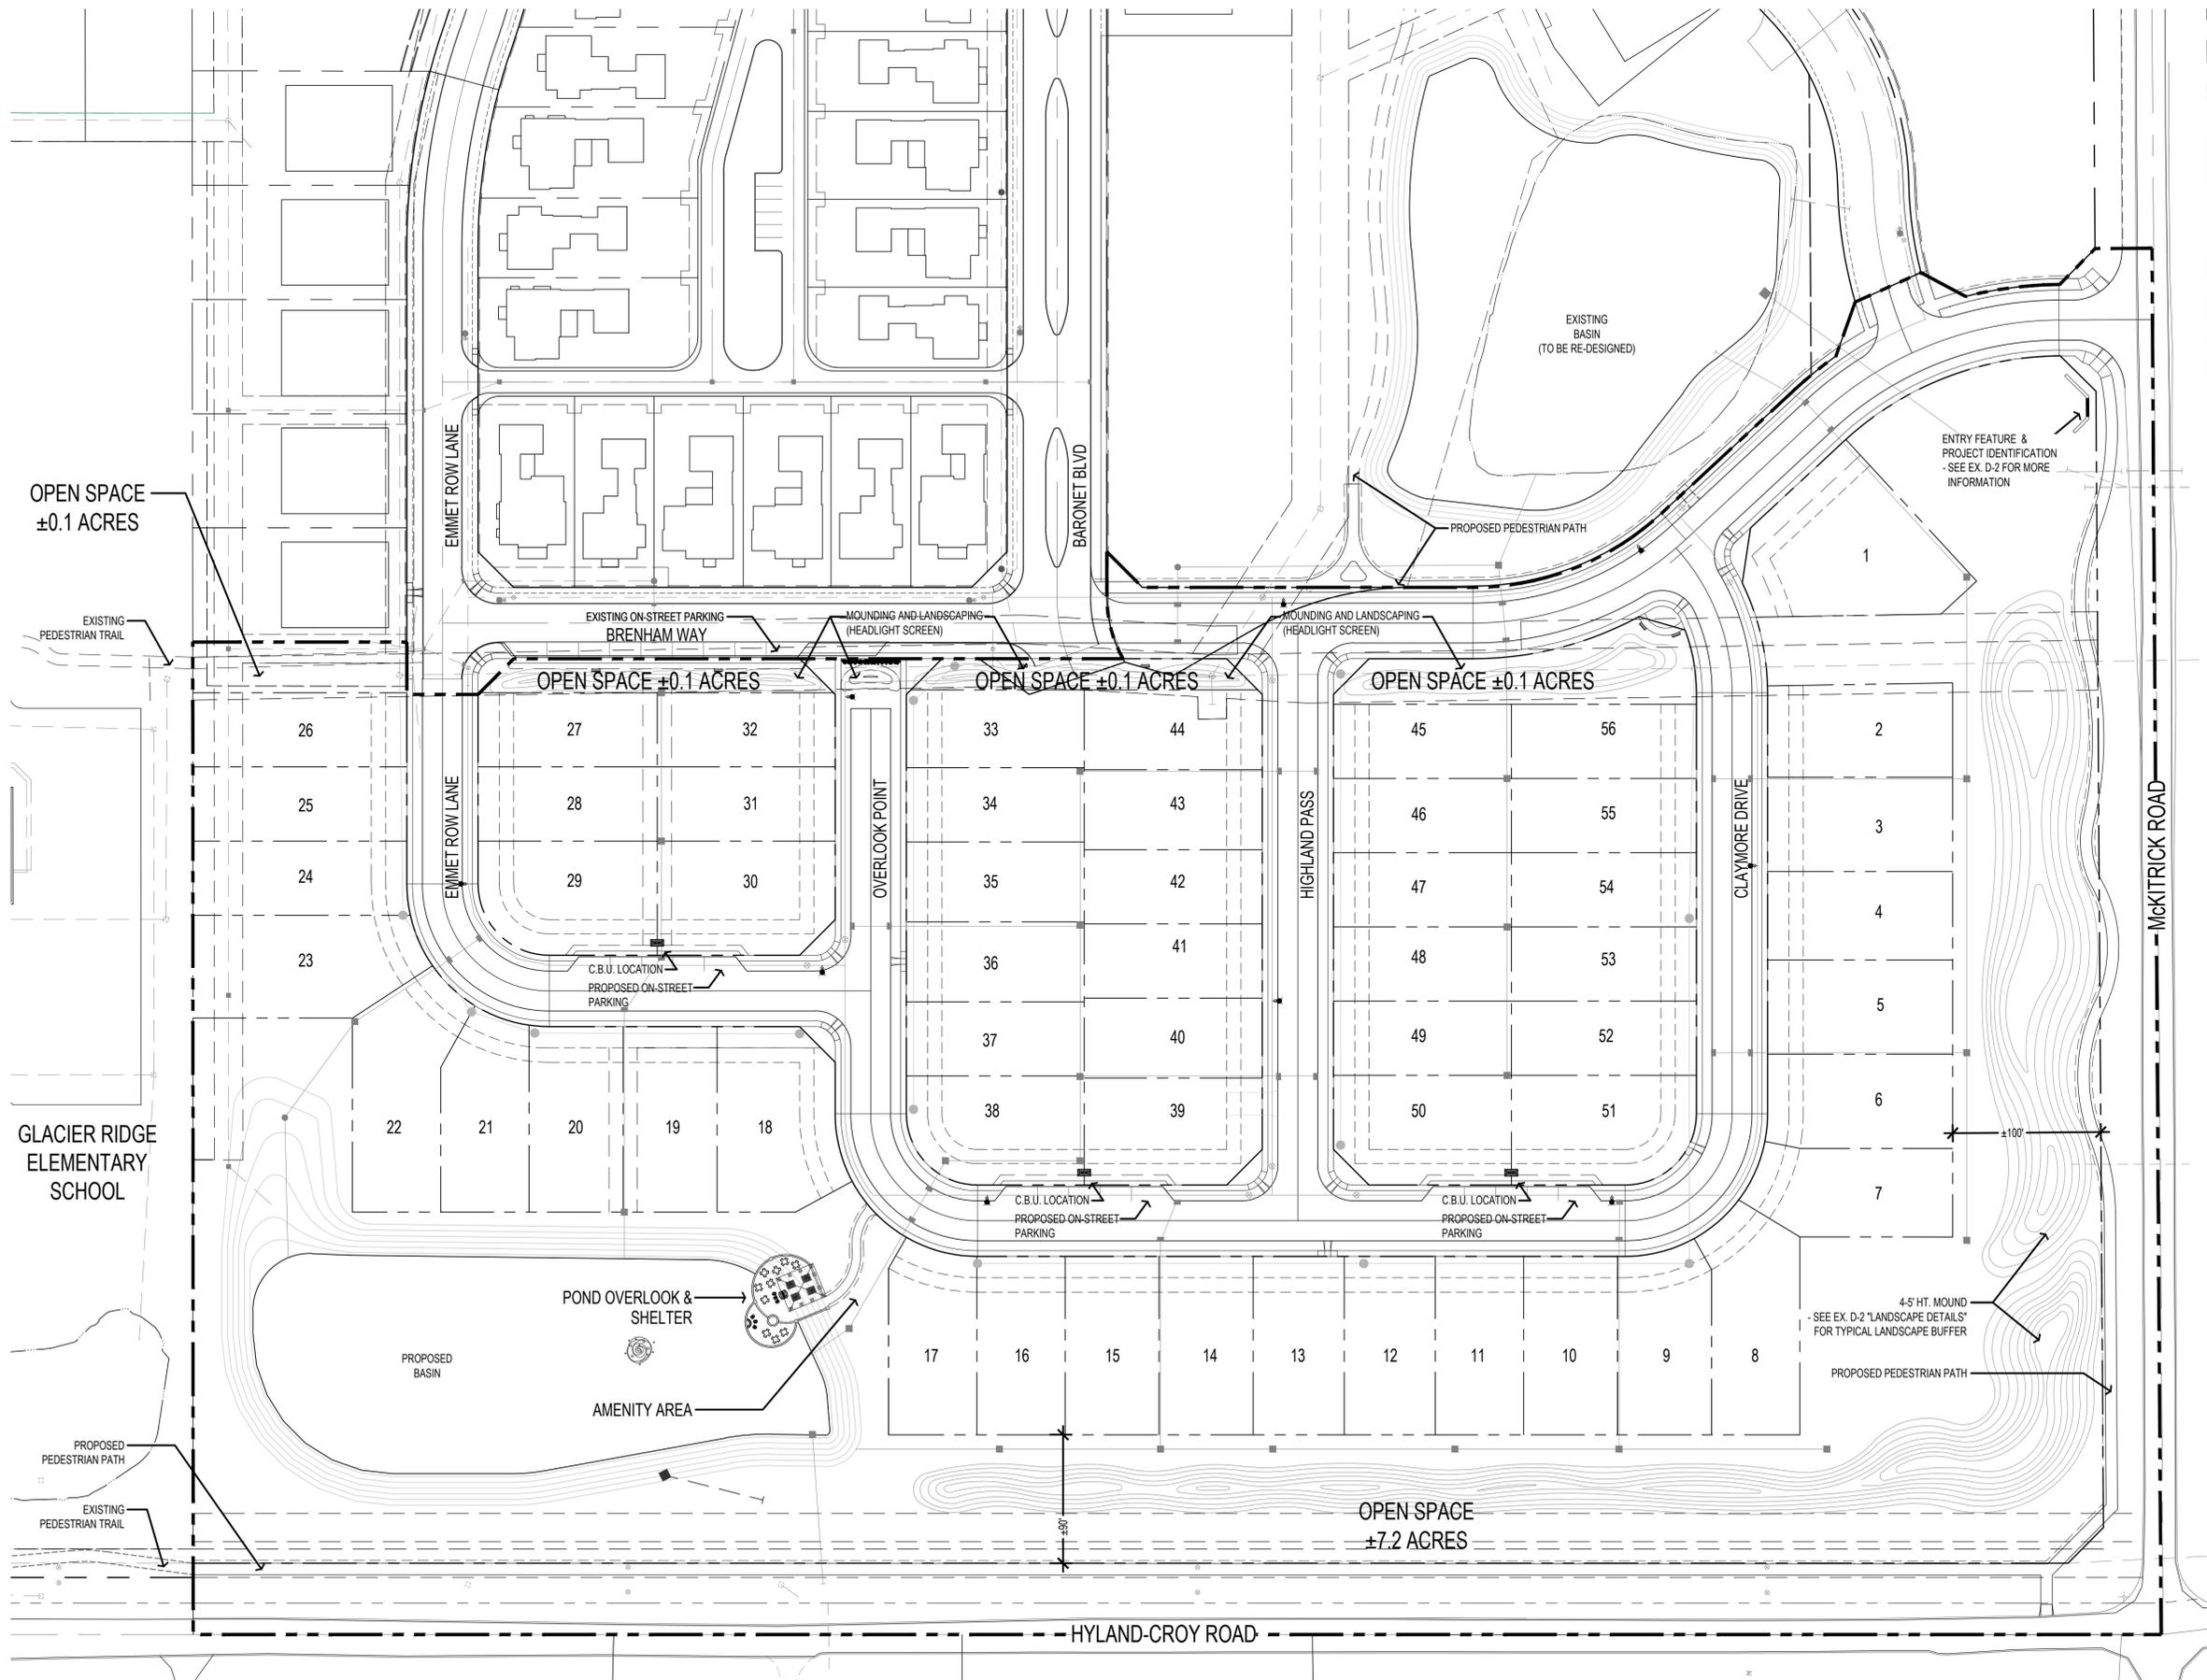 EXISTING
BASIN
(TO BE RE-DESIGNED)
ENTRY FEATURE &
PROJECT IDENTIFICATION
- SEE EX. D-2 FOR MORE
INFORMATION
EMMET ROW LANE
BARONET BLVD
OPEN SPACE
±0.1 ACRES
PROPOSED PEDESTRIAN PATH
1
EXISTING
PEDESTRIAN TRAIL
EXISTING ON-STREET PARKING
BRENHAM WAY
MOUNDING AND LANDSCAPING
(HEADLIGHT SCREEN)
MOUNDING AND LANDSCAPING
(HEADLIGHT SCREEN)
OPEN SPACE ±0.1 ACRES
OPEN SPACE ±0.1 ACRES
OPEN SPACE ±0.1 ACRES
26
27
32
33
44
45
56
2
25
28
31
34
43
46
55
3
24
29
30
35
42
47
54
4
23
36
41
48
53
5
37
40
49
52
6
38
39
50
51
7
EMMET ROW LANE
OVERLOOK POINT
HIGHLAND PASS
CLAYMORE DRIVE
McKITRICK ROAD
C.B.U. LOCATION
PROPOSED ON-STREET
PARKING
22
21
20
19
18
±100'
GLACIER RIDGE
ELEMENTARY
SCHOOL
C.B.U. LOCATION
PROPOSED ON-STREET
PARKING
C.B.U. LOCATION
PROPOSED ON-STREET
PARKING
POND OVERLOOK &
SHELTER
4-5' HT. MOUND
- SEE EX. D-2 "LANDSCAPE DETAILS"
FOR TYPICAL LANDSCAPE BUFFER
PROPOSED
BASIN
17
16
15
14
13
12
11
10
9
8
PROPOSED PEDESTRIAN PATH
AMENITY AREA
PROPOSED
PEDESTRIAN PATH
EXISTING
PEDESTRIAN TRAIL
±90'
OPEN SPACE
±7.2 ACRES
HYLAND-CROY ROAD